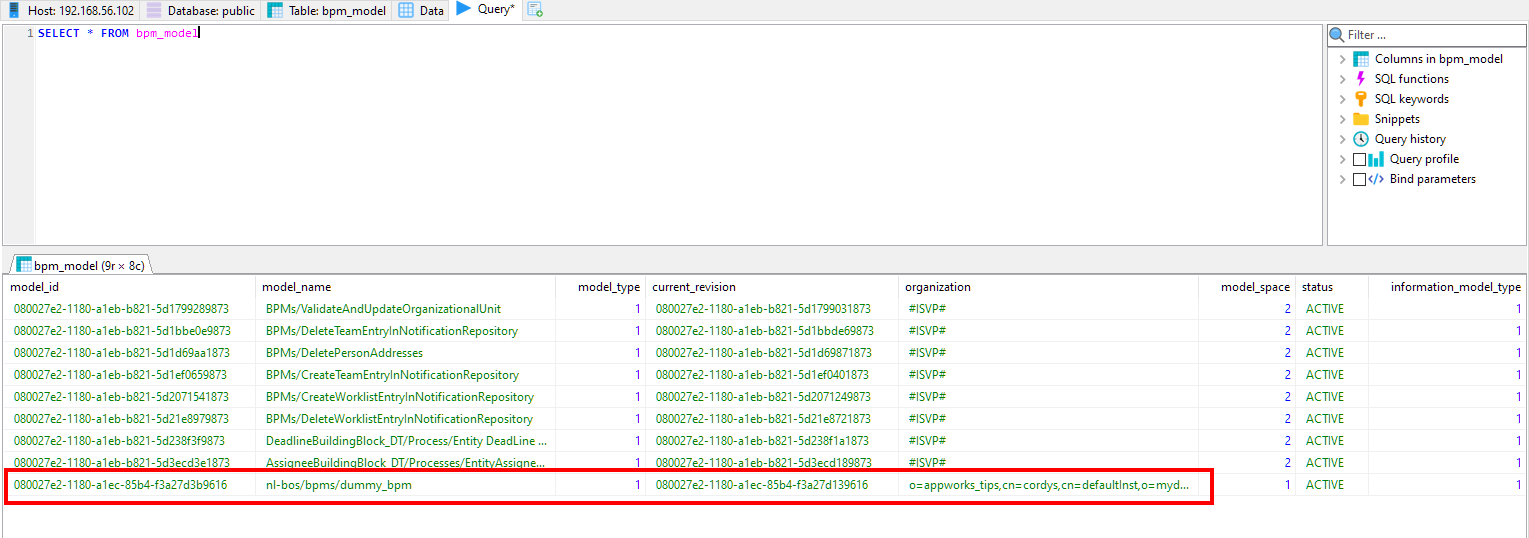 Host: 192.168.56.102 Database: public Table: bpm_model Data Query*
1 SELECT * FROM bpm_model
Filter ...
Columns in bpm_model
SQL functions
SQL keywords
Snippets
Query history
Query profile
Bind parameters
bpm_model (9r × 8c)
model_id model_name model_type current_revision organization model_space status information_model_type
080027e2-1180-a1eb-b821-5d1799289873 BPMs/ValidateAndUpdateOrganizationalUnit 1 080027e2-1180-a1eb-b821-5d1799031873 #ISVP# 2 ACTIVE 1
080027e2-1180-a1eb-b821-5d1bbe0e9873 BPMs/DeleteTeamEntryInNotificationRepository 1 080027e2-1180-a1eb-b821-5d1bbde69873 #ISVP# 2 ACTIVE 1
080027e2-1180-a1eb-b821-5d1d69aa1873 BPMs/DeletePersonAddresses 1 080027e2-1180-a1eb-b821-5d1d69871873 #ISVP# 2 ACTIVE 1
080027e2-1180-a1eb-b821-5d1ef0659873 BPMs/CreateTeamEntryInNotificationRepository 1 080027e2-1180-a1eb-b821-5d1ef0401873 #ISVP# 2 ACTIVE 1
080027e2-1180-a1eb-b821-5d2071541873 BPMs/CreateWorklistEntryInNotificationRepository 1 080027e2-1180-a1eb-b821-5d2071249873 #ISVP# 2 ACTIVE 1
080027e2-1180-a1eb-b821-5d21e8979873 BPMs/DeleteWorklistEntryInNotificationRepository 1 080027e2-1180-a1eb-b821-5d21e8721873 #ISVP# 2 ACTIVE 1
080027e2-1180-a1eb-b821-5d238f3f9873 DeadlineBuildingBlock_DT/Process/Entity DeadLine ... 1 080027e2-1180-a1eb-b821-5d238f1a1873 #ISVP# 2 ACTIVE 1
080027e2-1180-a1eb-b821-5d3ecd3e1873 AssigneeBuildingBlock_DT/Processes/EntityAssigne... 1 080027e2-1180-a1eb-b821-5d3ecd189873 #ISVP# 2 ACTIVE 1
080027e2-1180-a1ec-85b4-f3a27d3b9616 nl-bos/bpms/dummy_bpm 1 080027e2-1180-a1ec-85b4-f3a27d139616 o=appworks_tips,cn=cordys,cn=defaultInst,o=myd... 1 ACTIVE 1